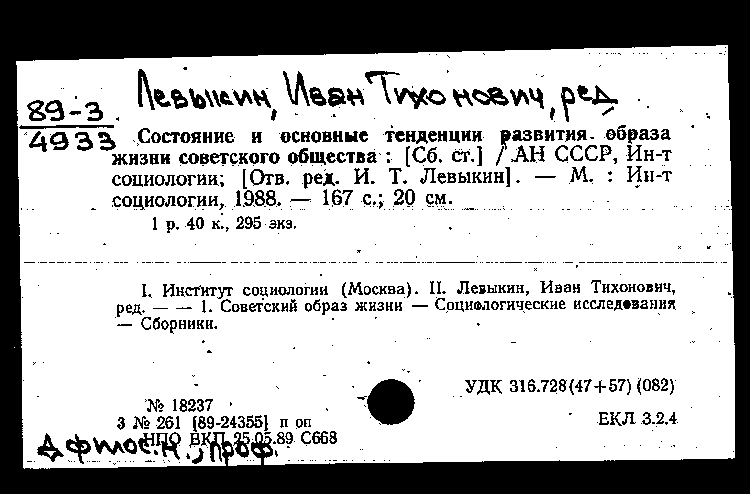 Левыкин, Иван Тихонович, ред
89-3
4933
Состояние и основные тенденции развития образа
жизни советского общества : [Сб. ст.] / АН СССР, Ин-т
социологии; [Отв. ред. И. Т. Левыкин]. — М. : Ин-т
социологии, 1988. — 167 с.; 20 см.
1 р. 40 к., 295 экз.
I. Институт социологии (Москва). II. Левыкин, Иван Тихонович,
ред. — — 1. Советский образ жизни — Социологические исследования
— Сборники.
УДК 316.728(47+57) (082)
№ 18237
З № 261 [89-24355] п оп
ЕКЛ 3.2.4
НПО ВКП 25.05.89 С668
Д филос. н., проф.